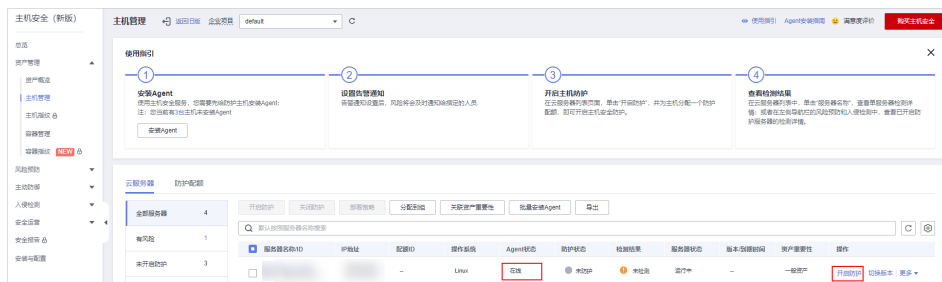 主机安全（新版）
主机管理 返回旧版 企业项目 default
使用指引 Agent安装指南 满意度评价 购买主机安全
总览
资产管理
资产概览
主机管理
主机指纹
容器管理
容器指纹 NEW
风险预防
主动防御
入侵检测
安全运营
安全报告
安装与配置
使用指引
1 2 3 4
安装Agent
使用主机安全服务，您需要先给防护主机安装Agent；
注：您当前有3台主机未安装Agent
安装Agent
设置告警通知
告警通知设置后，风险将会及时通知给绑定的人员。
开启主机防护
在云服务器列表页面，单击“开启防护”，并为主机分配一个防护
配额，即可开启主机安全防护。
查看检测结果
在云服务器列表中，单击“服务器名称”，查看单服务器检测详
情；或者在左侧导航栏的风险预防和入侵检测中，查看已开启防
护服务器的检测详情。
云服务器 防护配额
全部服务器 4
有风险 1
未开启防护 3
开启防护 关闭防护 部署策略 分配到组 关联资产重要性 批量安装Agent 导出
默认按照服务器名称搜索
服务器名称/ID IP地址 配额ID 操作系统 Agent状态 防护状态 检测结果 服务器状态 版本/到期时间 资产重要性 操作
– Linux 在线 未防护 未检测 运行中 – 一般资产 开启防护 切换版本 更多